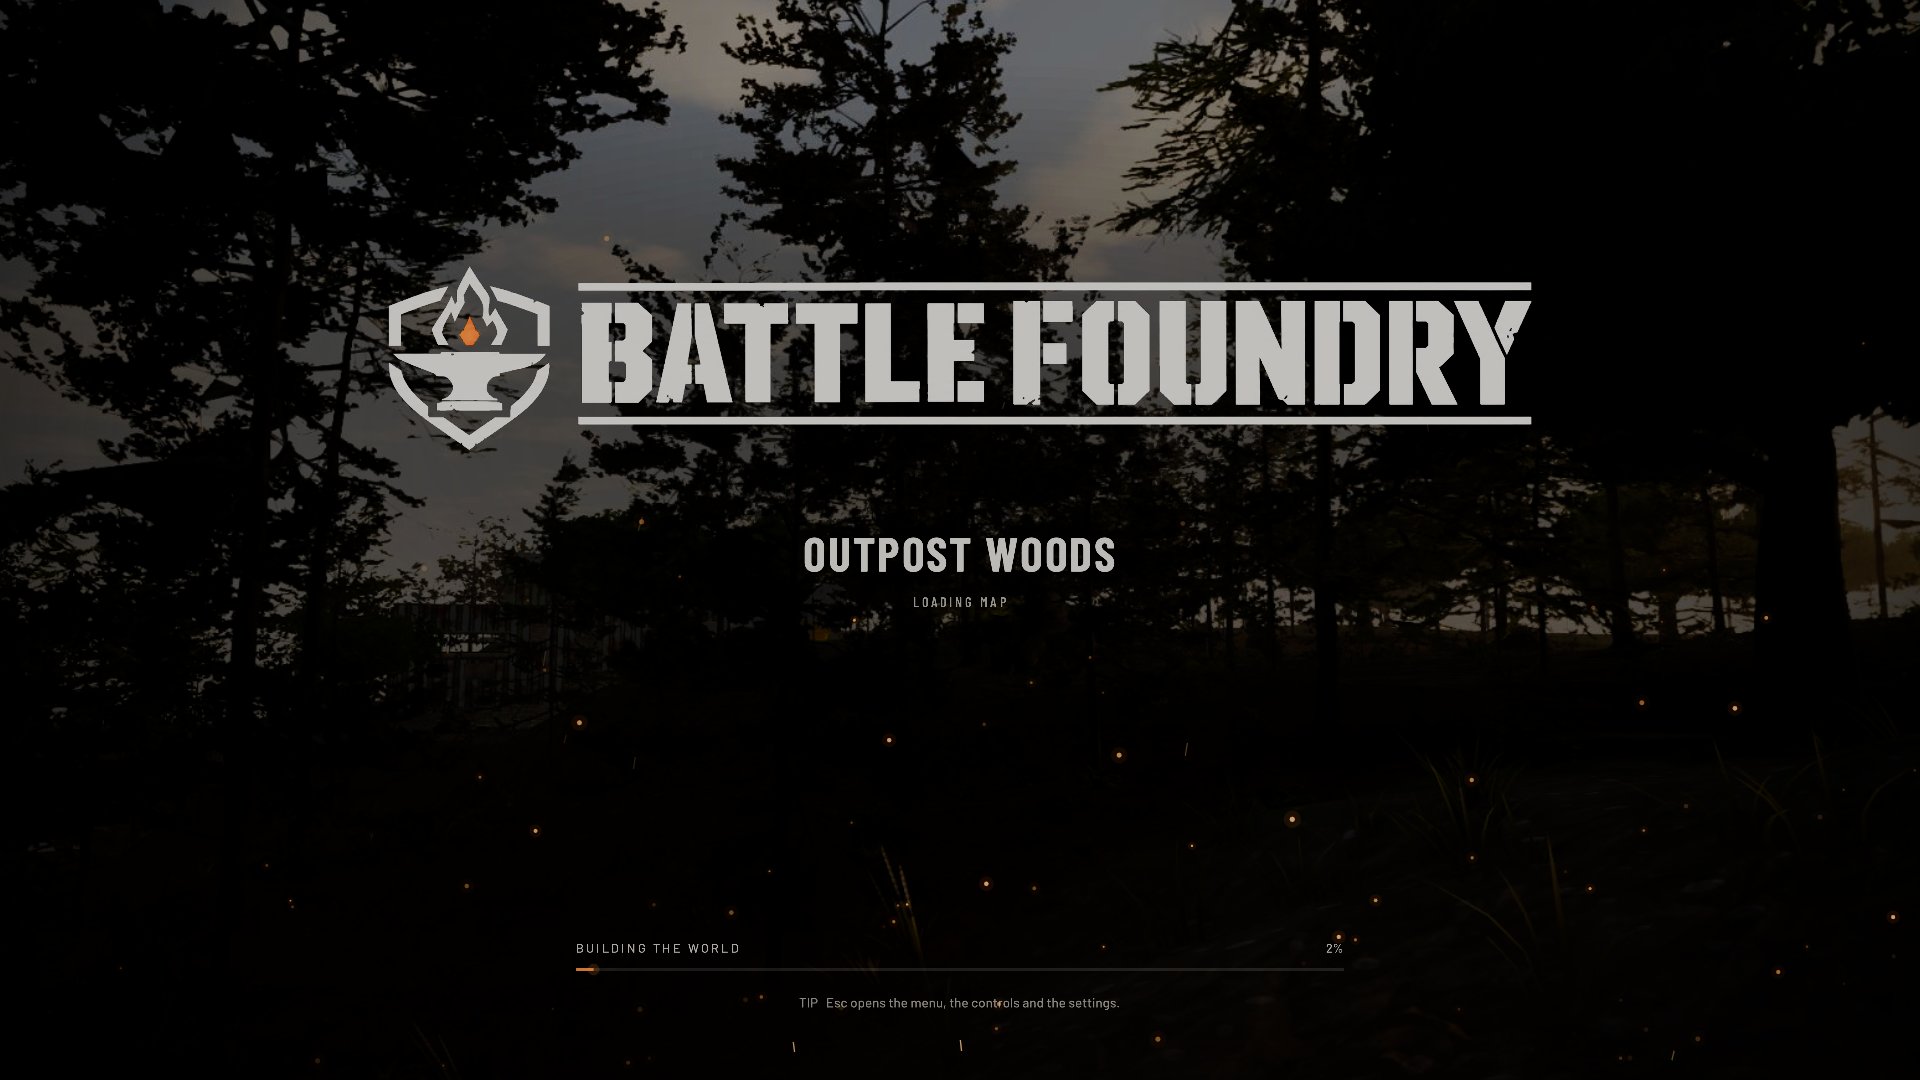 BATTLE FOUNDRY
OUTPOST WOODS
LOADING MAP
BUILDING THE WORLD 2%
TIP Esc opens the menu, the controls and the settings.